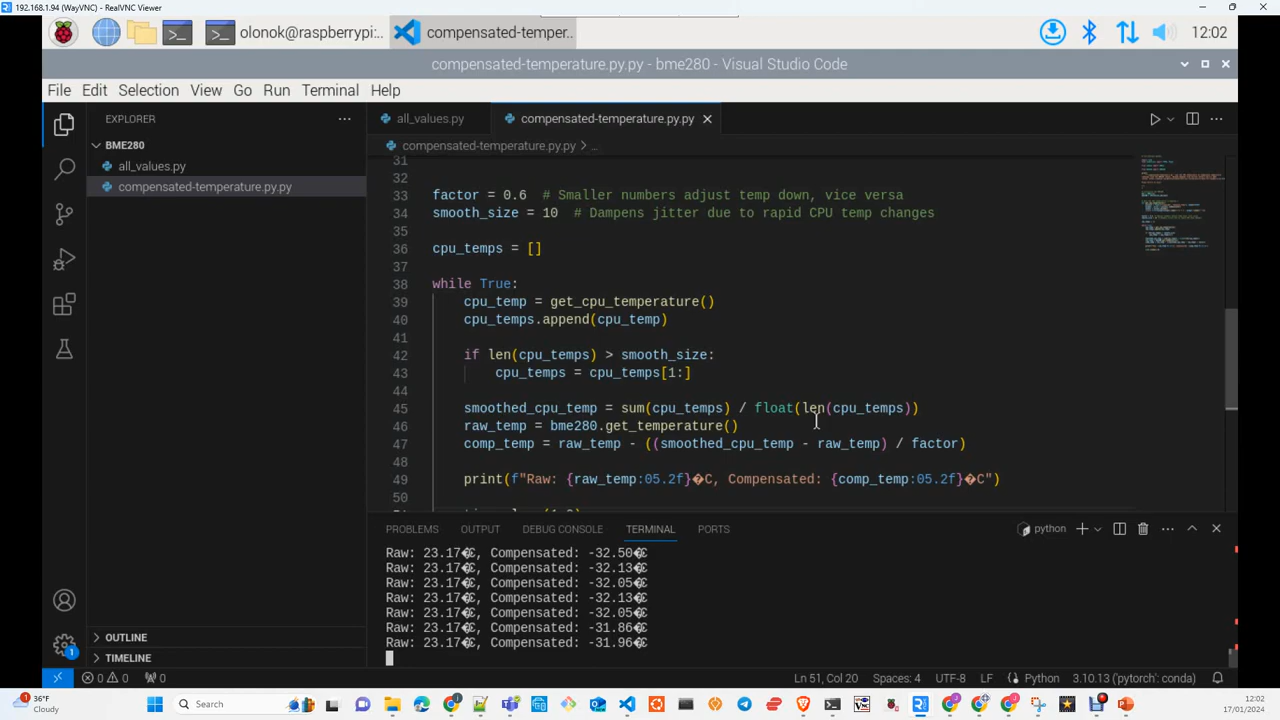 192.168.1.94 (WayVNC) - RealVNC Viewer
olonok@raspberrypi:..
compensated-temper..
12:02
compensated-temperature.py.py - bme280 - Visual Studio Code
File Edit Selection View Go Run Terminal Help
EXPLORER
all_values.py
compensated-temperature.py.py
BME280
compensated-temperature.py.py > ...
all_values.py
compensated-temperature.py.py
31
32
33 factor = 0.6 # Smaller numbers adjust temp down, vice versa
34 smooth_size = 10 # Dampens jitter due to rapid CPU temp changes
35
36 cpu_temps = []
37
38 while True:
39 cpu_temp = get_cpu_temperature()
40 cpu_temps.append(cpu_temp)
41
42 if len(cpu_temps) > smooth_size:
43 cpu_temps = cpu_temps[1:]
44
45 smoothed_cpu_temp = sum(cpu_temps) / float(len(cpu_temps))
46 raw_temp = bme280.get_temperature()
47 comp_temp = raw_temp - ((smoothed_cpu_temp - raw_temp) / factor)
48
49 print(f"Raw: {raw_temp:05.2f}�C, Compensated: {comp_temp:05.2f}�C")
50
PROBLEMS OUTPUT DEBUG CONSOLE TERMINAL PORTS
python
Raw: 23.17�C, Compensated: -32.50�C
Raw: 23.17�C, Compensated: -32.13�C
Raw: 23.17�C, Compensated: -32.05�C
Raw: 23.17�C, Compensated: -32.13�C
Raw: 23.17�C, Compensated: -32.05�C
Raw: 23.17�C, Compensated: -31.86�C
Raw: 23.17�C, Compensated: -31.96�C
OUTLINE
TIMELINE
1
0 0 0 Ln 51, Col 20 Spaces: 4 UTF-8 LF Python 3.10.13 ('pytorch': conda)
36°F
Cloudy
Search
12:02
17/01/2024